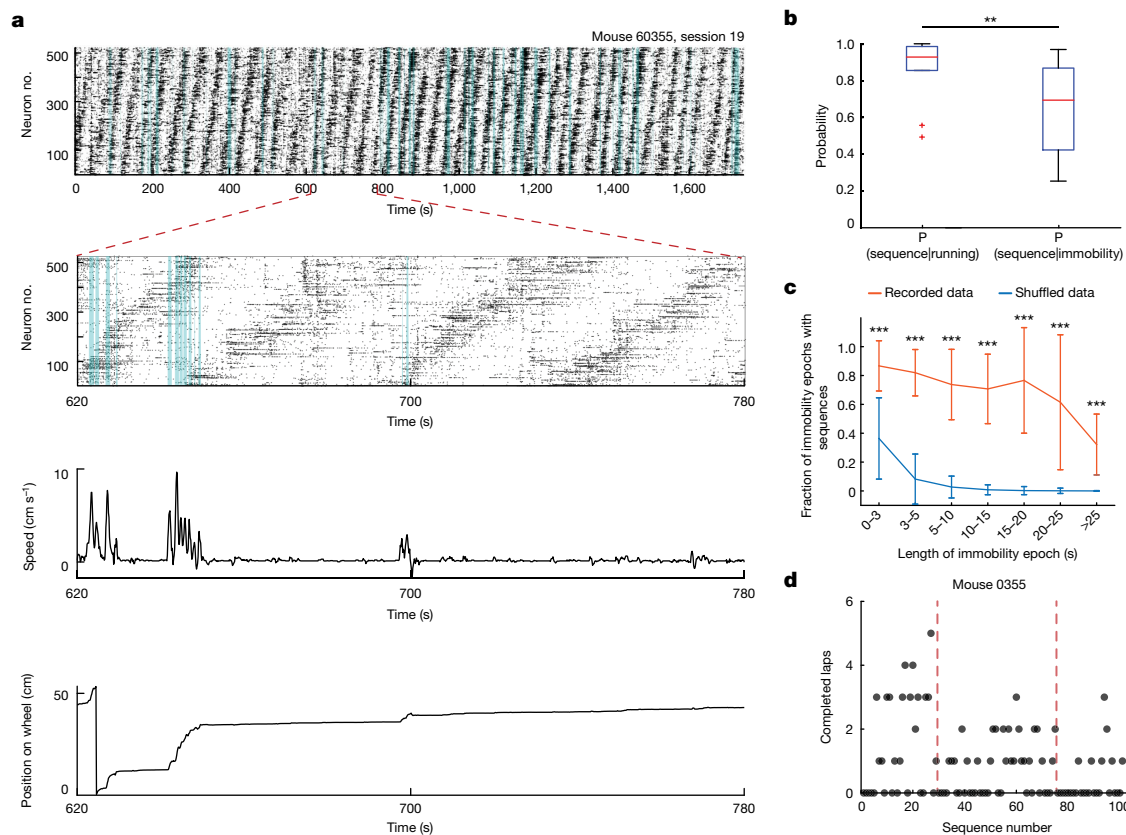 a
Mouse 60355, session 19
Neuron no.
500
300
100
0 200 400 600 800 1,000 1,200 1,400 1,600
Time (s)
Neuron no.
500
300
100
620 700 780
Time (s)
Speed (cm s⁻¹)
10
0
620 700 780
Time (s)
Position on wheel (cm)
50
0
620 700 780
Time (s)
b
**
Probability
1.0
0.8
0.6
0.4
0.2
0
P
(sequence|running)
P
(sequence|immobility)
c
Recorded data Shuffled data
Fraction of immobility epochs with
sequences
1.0
0.8
0.6
0.4
0.2
0
*** *** *** *** *** *** ***
0–3 3–5 5–10 10–15 15–20 20–25 >25
Length of immobility epoch (s)
d
Mouse 0355
Completed laps
6
4
2
0
0 20 40 60 80 100
Sequence number